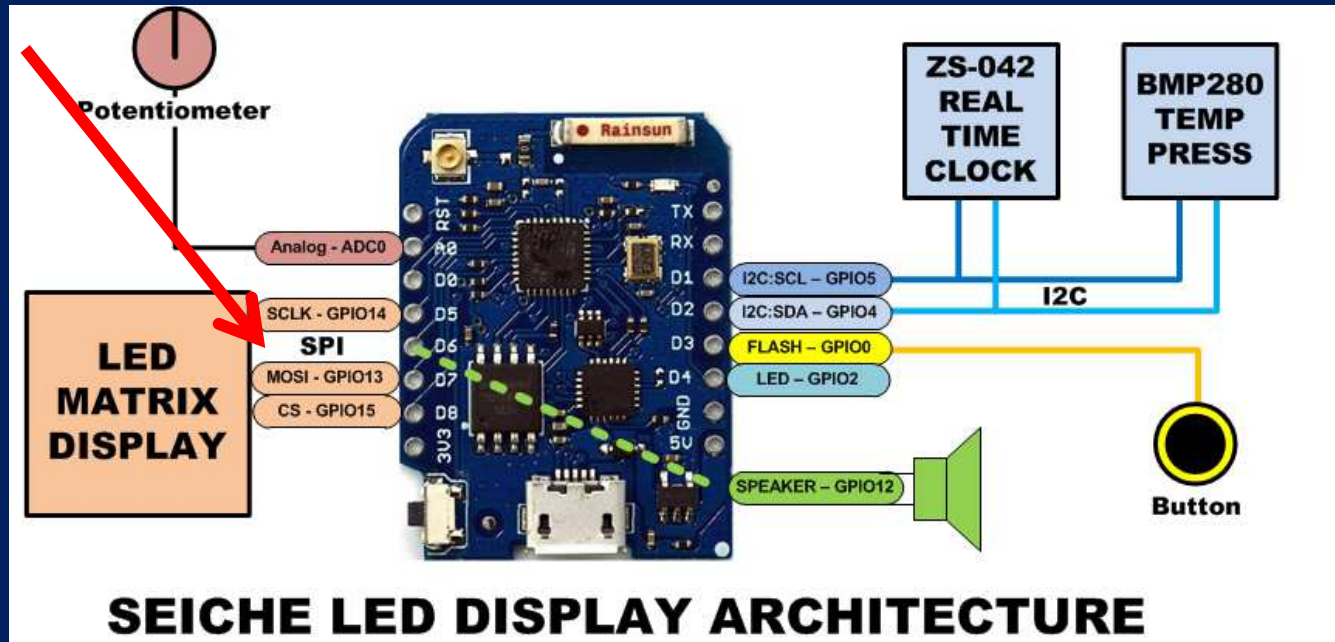 Potentiometer
Rainsun
ZS-042
REAL
TIME
CLOCK
BMP280
TEMP
PRESS
RST
A0
D0
D5
D6
D7
D8
3V3
TX
RX
D1
D2
D3
D4
GND
5V
Analog - ADC0
SCLK - GPIO14
SPI
MOSI - GPIO13
CS - GPIO15
LED
MATRIX
DISPLAY
I2C:SCL – GPIO5
I2C
I2C:SDA – GPIO4
FLASH – GPIO0
LED – GPIO2
SPEAKER – GPIO12
Button
SEICHE LED DISPLAY ARCHITECTURE